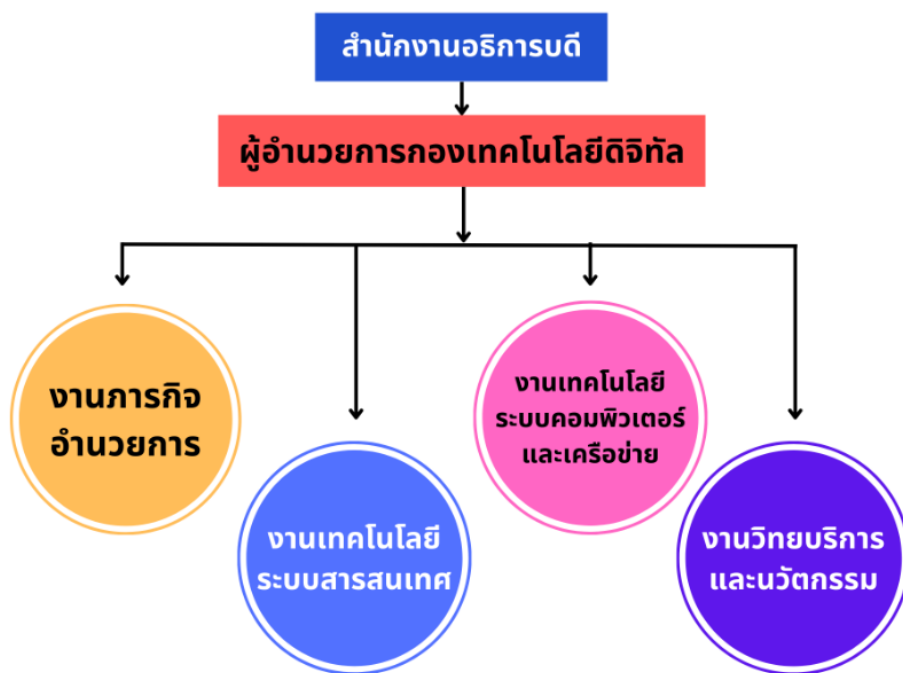 สำนักงานอธิการบดี
ผู้อำนวยการกองเทคโนโลยีดิจิทัล
งานภารกิจ
อำนวยการ
งานเทคโนโลยี
ระบบสารสนเทศ
งานเทคโนโลยี
ระบบคอมพิวเตอร์
และเครือข่าย
งานวิทยบริการ
และนวัตกรรม